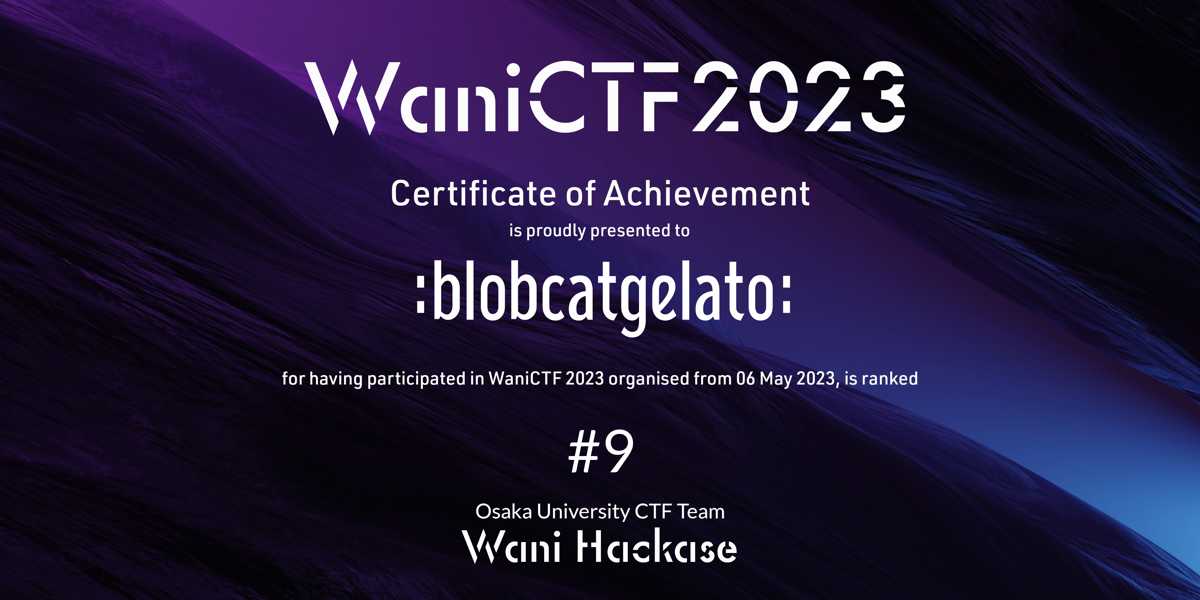 WaniCTF2023
Certificate of Achievement
is proudly presented to
:blobcatgelato:
for having participated in WaniCTF 2023 organised from 06 May 2023, is ranked
#9
Osaka University CTF Team
Wani Hackase